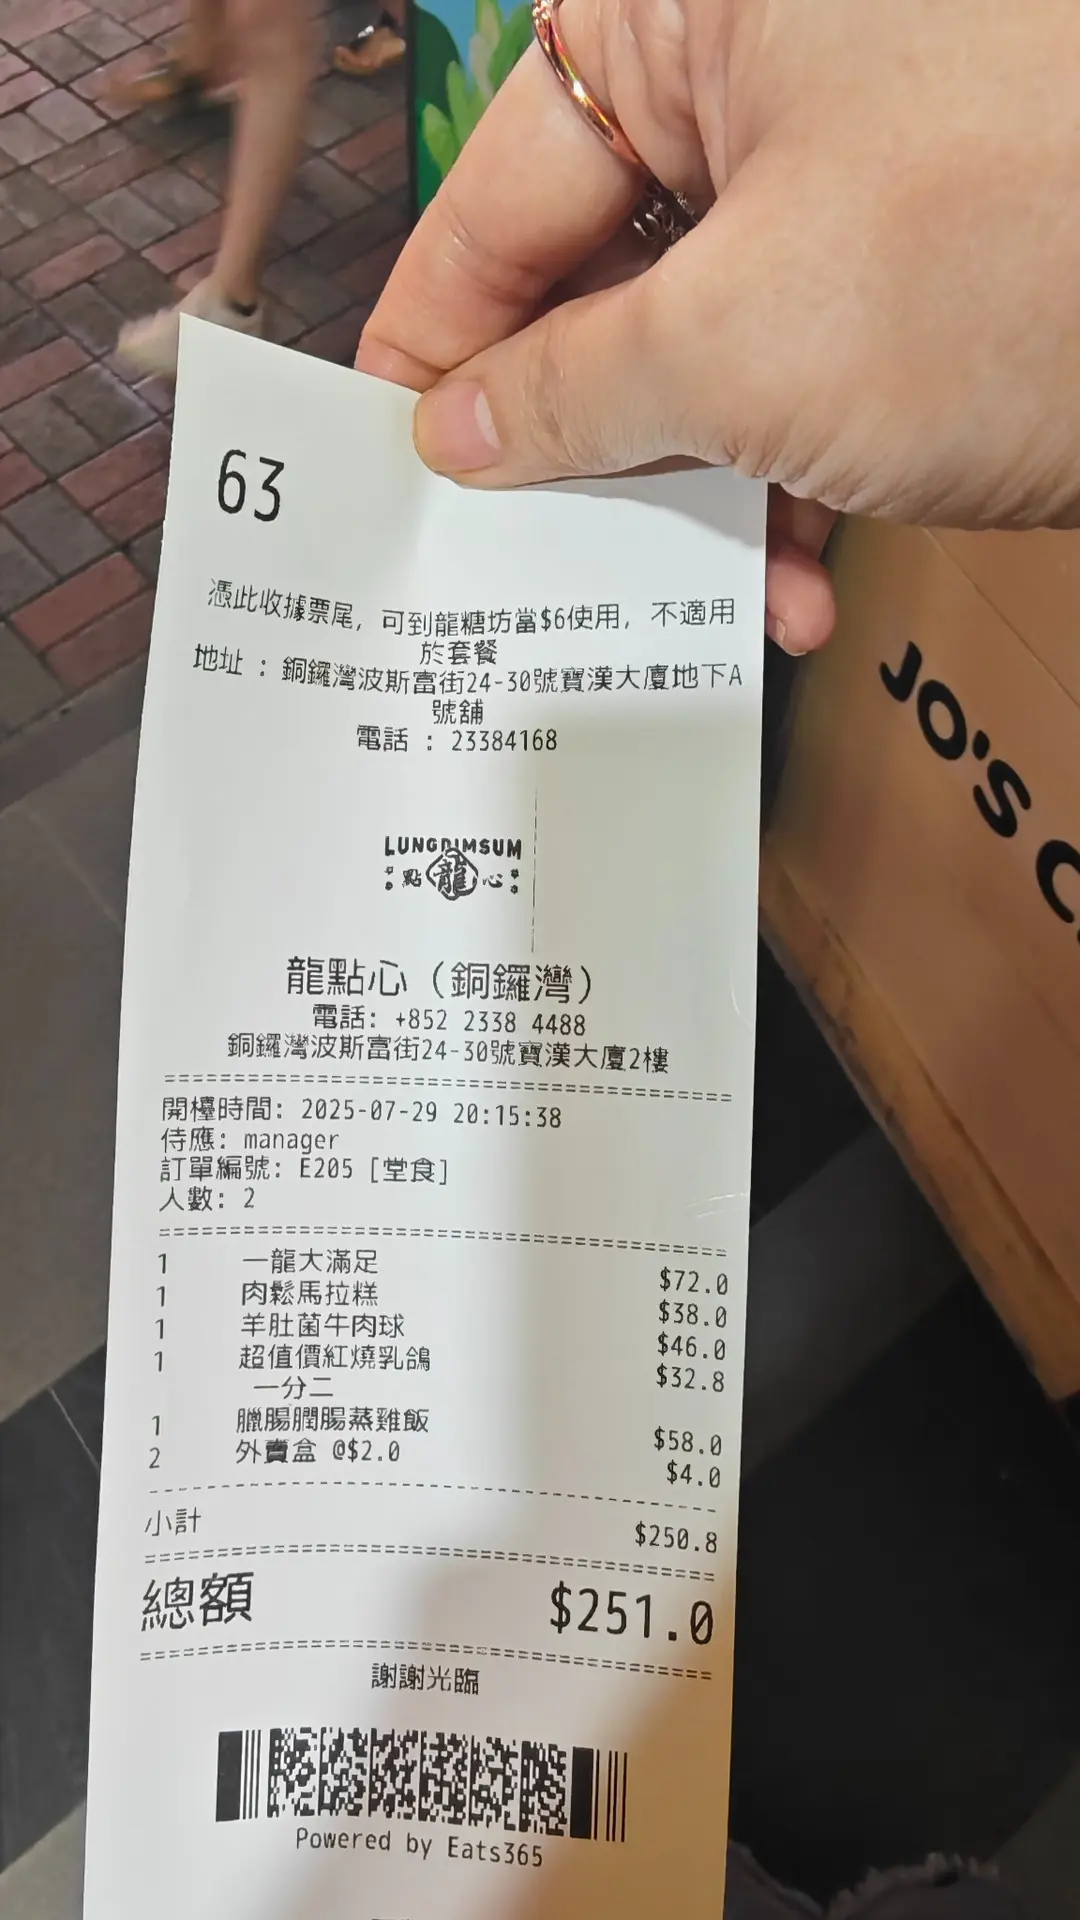 63
憑此收據票尾, 可到龍糖坊當$6使用, 不適用
於套餐
地址 : 銅鑼灣波斯富街24-30號寶漢大廈地下A
號舖
電話 : 23384168
LUNGDIMSUM
點龍心
龍點心 (銅鑼灣)
電話: +852 2338 4488
銅鑼灣波斯富街24-30號寶漢大廈2樓
開檯時間: 2025-07-29 20:15:38
侍應: manager
訂單編號: E205 [堂食]
人數: 2
1 一龍大滿足 $72.0
1 肉鬆馬拉糕 $38.0
1 羊肚菌牛肉球 $46.0
1 超值價紅燒乳鴿 $32.8
一分二
1 臘腸膶腸蒸雞飯 $58.0
2 外賣盒 @$2.0 $4.0
小計 $250.8
總額 $251.0
謝謝光臨
Powered by Eats365
JO'S